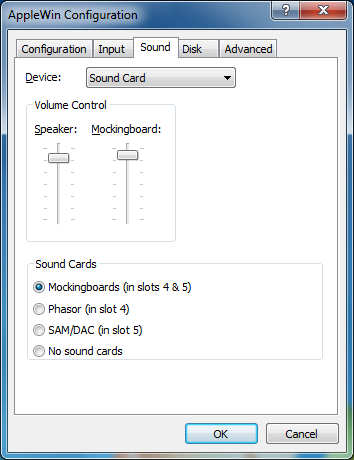 AppleWin Configuration
?
Configuration Input Sound Disk Advanced
Device: Sound Card
Volume Control
Speaker: Mockingboard:
Sound Cards
Mockingboards (in slots 4 & 5)
Phasor (in slot 4)
SAM/DAC (in slot 5)
No sound cards
OK Cancel